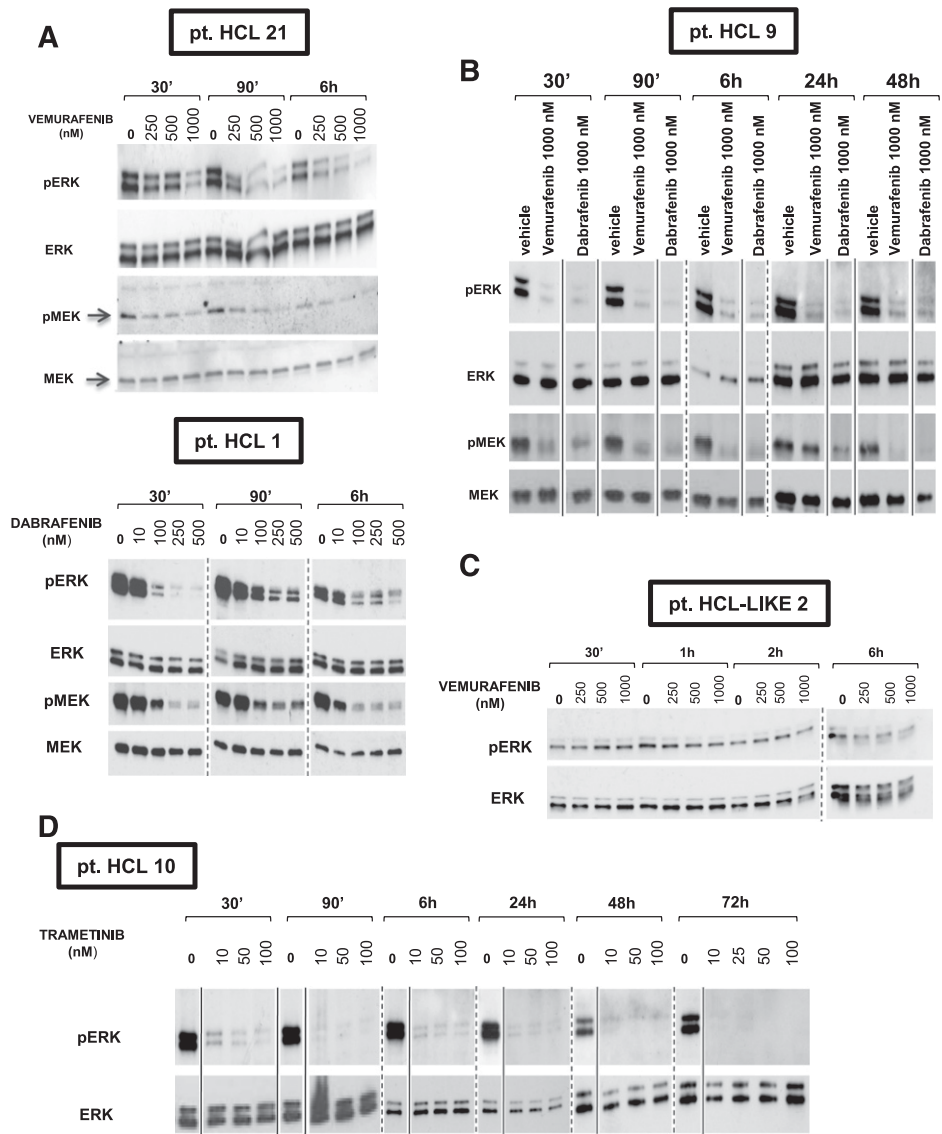 A
pt. HCL 21
30’ 90’ 6h
VEMURAFENIB
(nM)
0 250 500 1000 0 250 500 1000 0 250 500 1000
pERK
ERK
pMEK
MEK
pt. HCL 1
30’ 90’ 6h
DABRAFENIB
(nM)
0 10 100 250 500 0 10 100 250 500 0 10 100 250 500
pERK
ERK
pMEK
MEK
B
pt. HCL 9
30’ 90’ 6h 24h 48h
vehicle Vemurafenib 1000 nM Dabrafenib 1000 nM vehicle Vemurafenib 1000 nM Dabrafenib 1000 nM vehicle Vemurafenib 1000 nM Dabrafenib 1000 nM vehicle Vemurafenib 1000 nM Dabrafenib 1000 nM vehicle Vemurafenib 1000 nM Dabrafenib 1000 nM
pERK
ERK
pMEK
MEK
C
pt. HCL-LIKE 2
30’ 1h 2h 6h
VEMURAFENIB
(nM)
0 250 5000 1000 0 250 5000 1000 0 250 5000 1000 0 250 5000 1000
pERK
ERK
D
pt. HCL 10
30’ 90’ 6h 24h 48h 72h
TRAMETINIB
(nM)
0 10 50 100 0 10 50 100 0 10 50 100 0 10 50 100 0 10 50 100 0 10 25 50 100
pERK
ERK